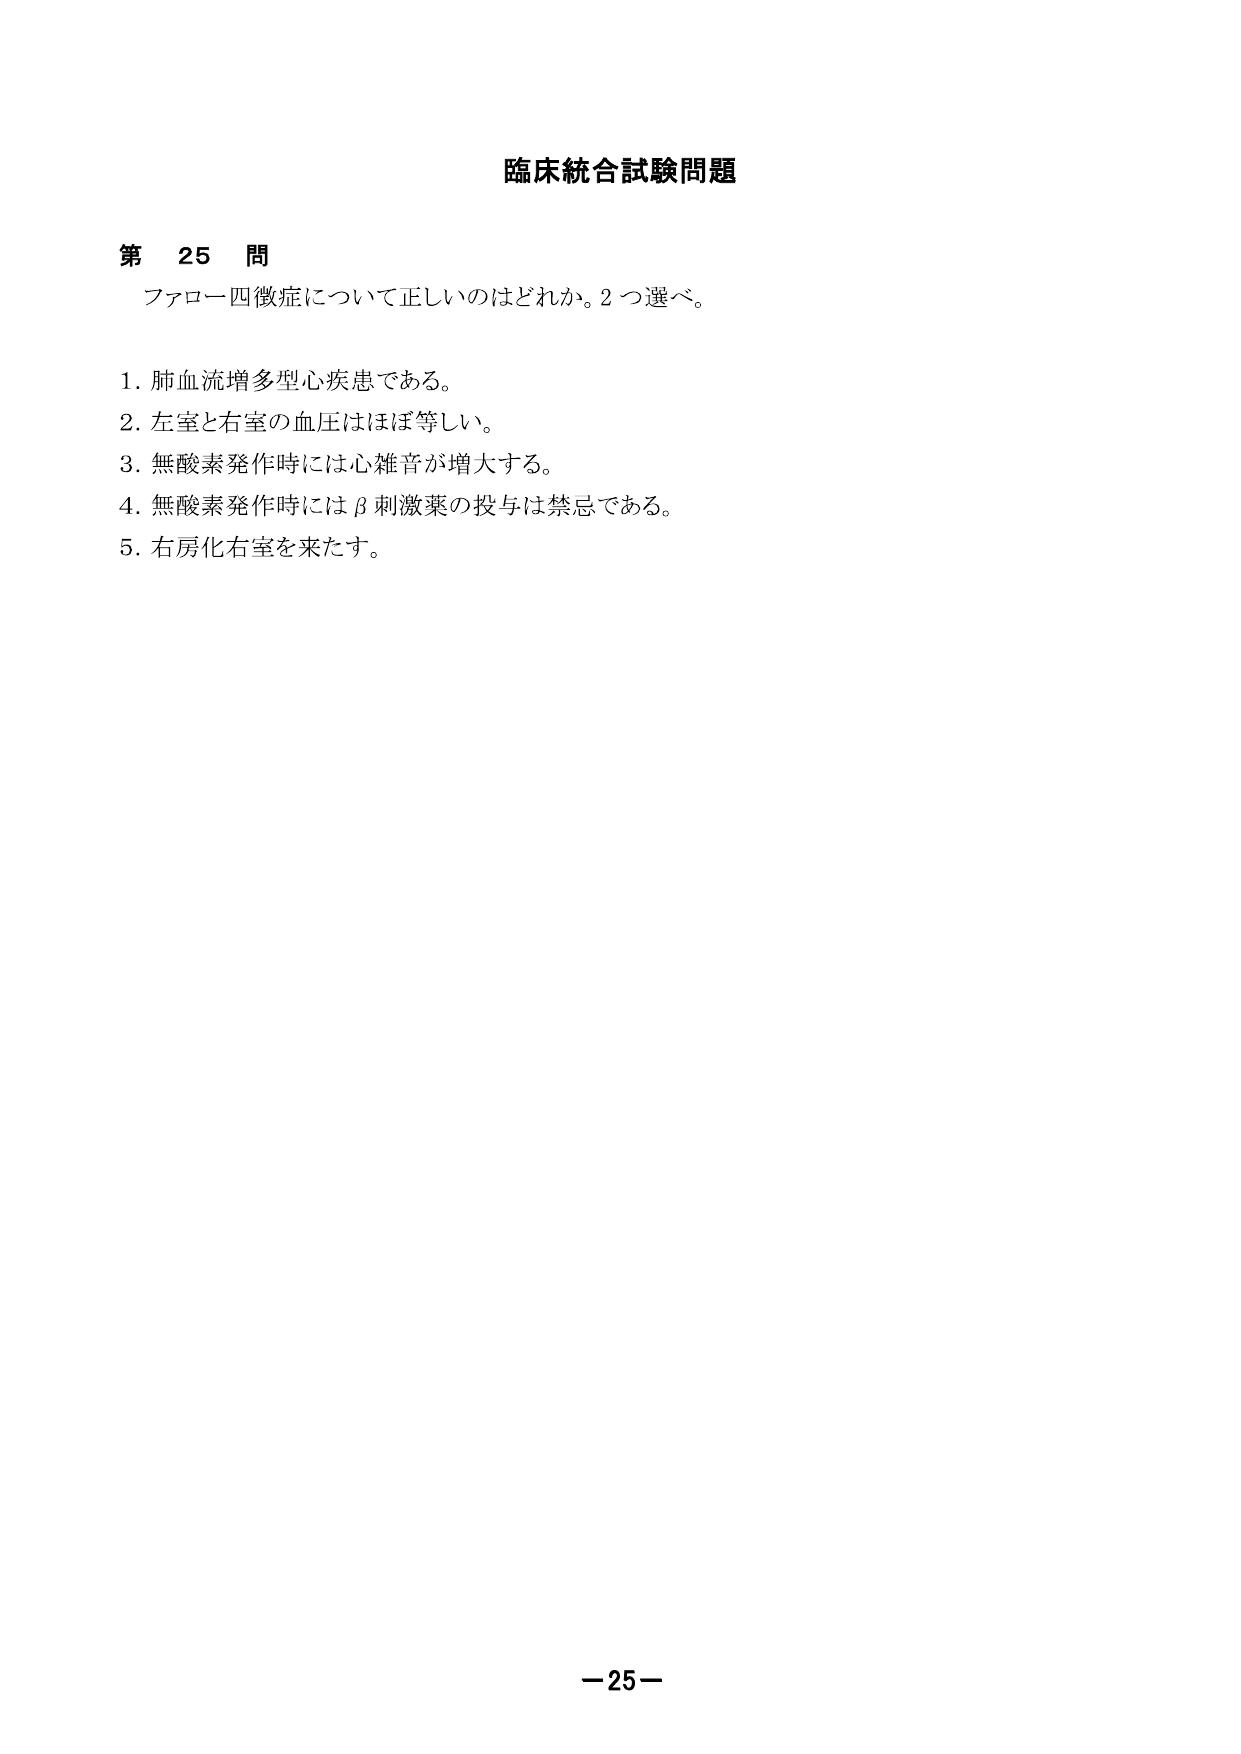 臨床統合試験問題
第 25 問
ファロー四徴症について正しいのはどれか。2つ選べ。
1. 肺血流増多型心疾患である。
2. 左室と右室の血圧はほぼ等しい。
3. 無酸素発作時には心雑音が増大する。
4. 無酸素発作時にはβ刺激薬の投与は禁忌である。
5. 右房化右室を来たす。
－25－